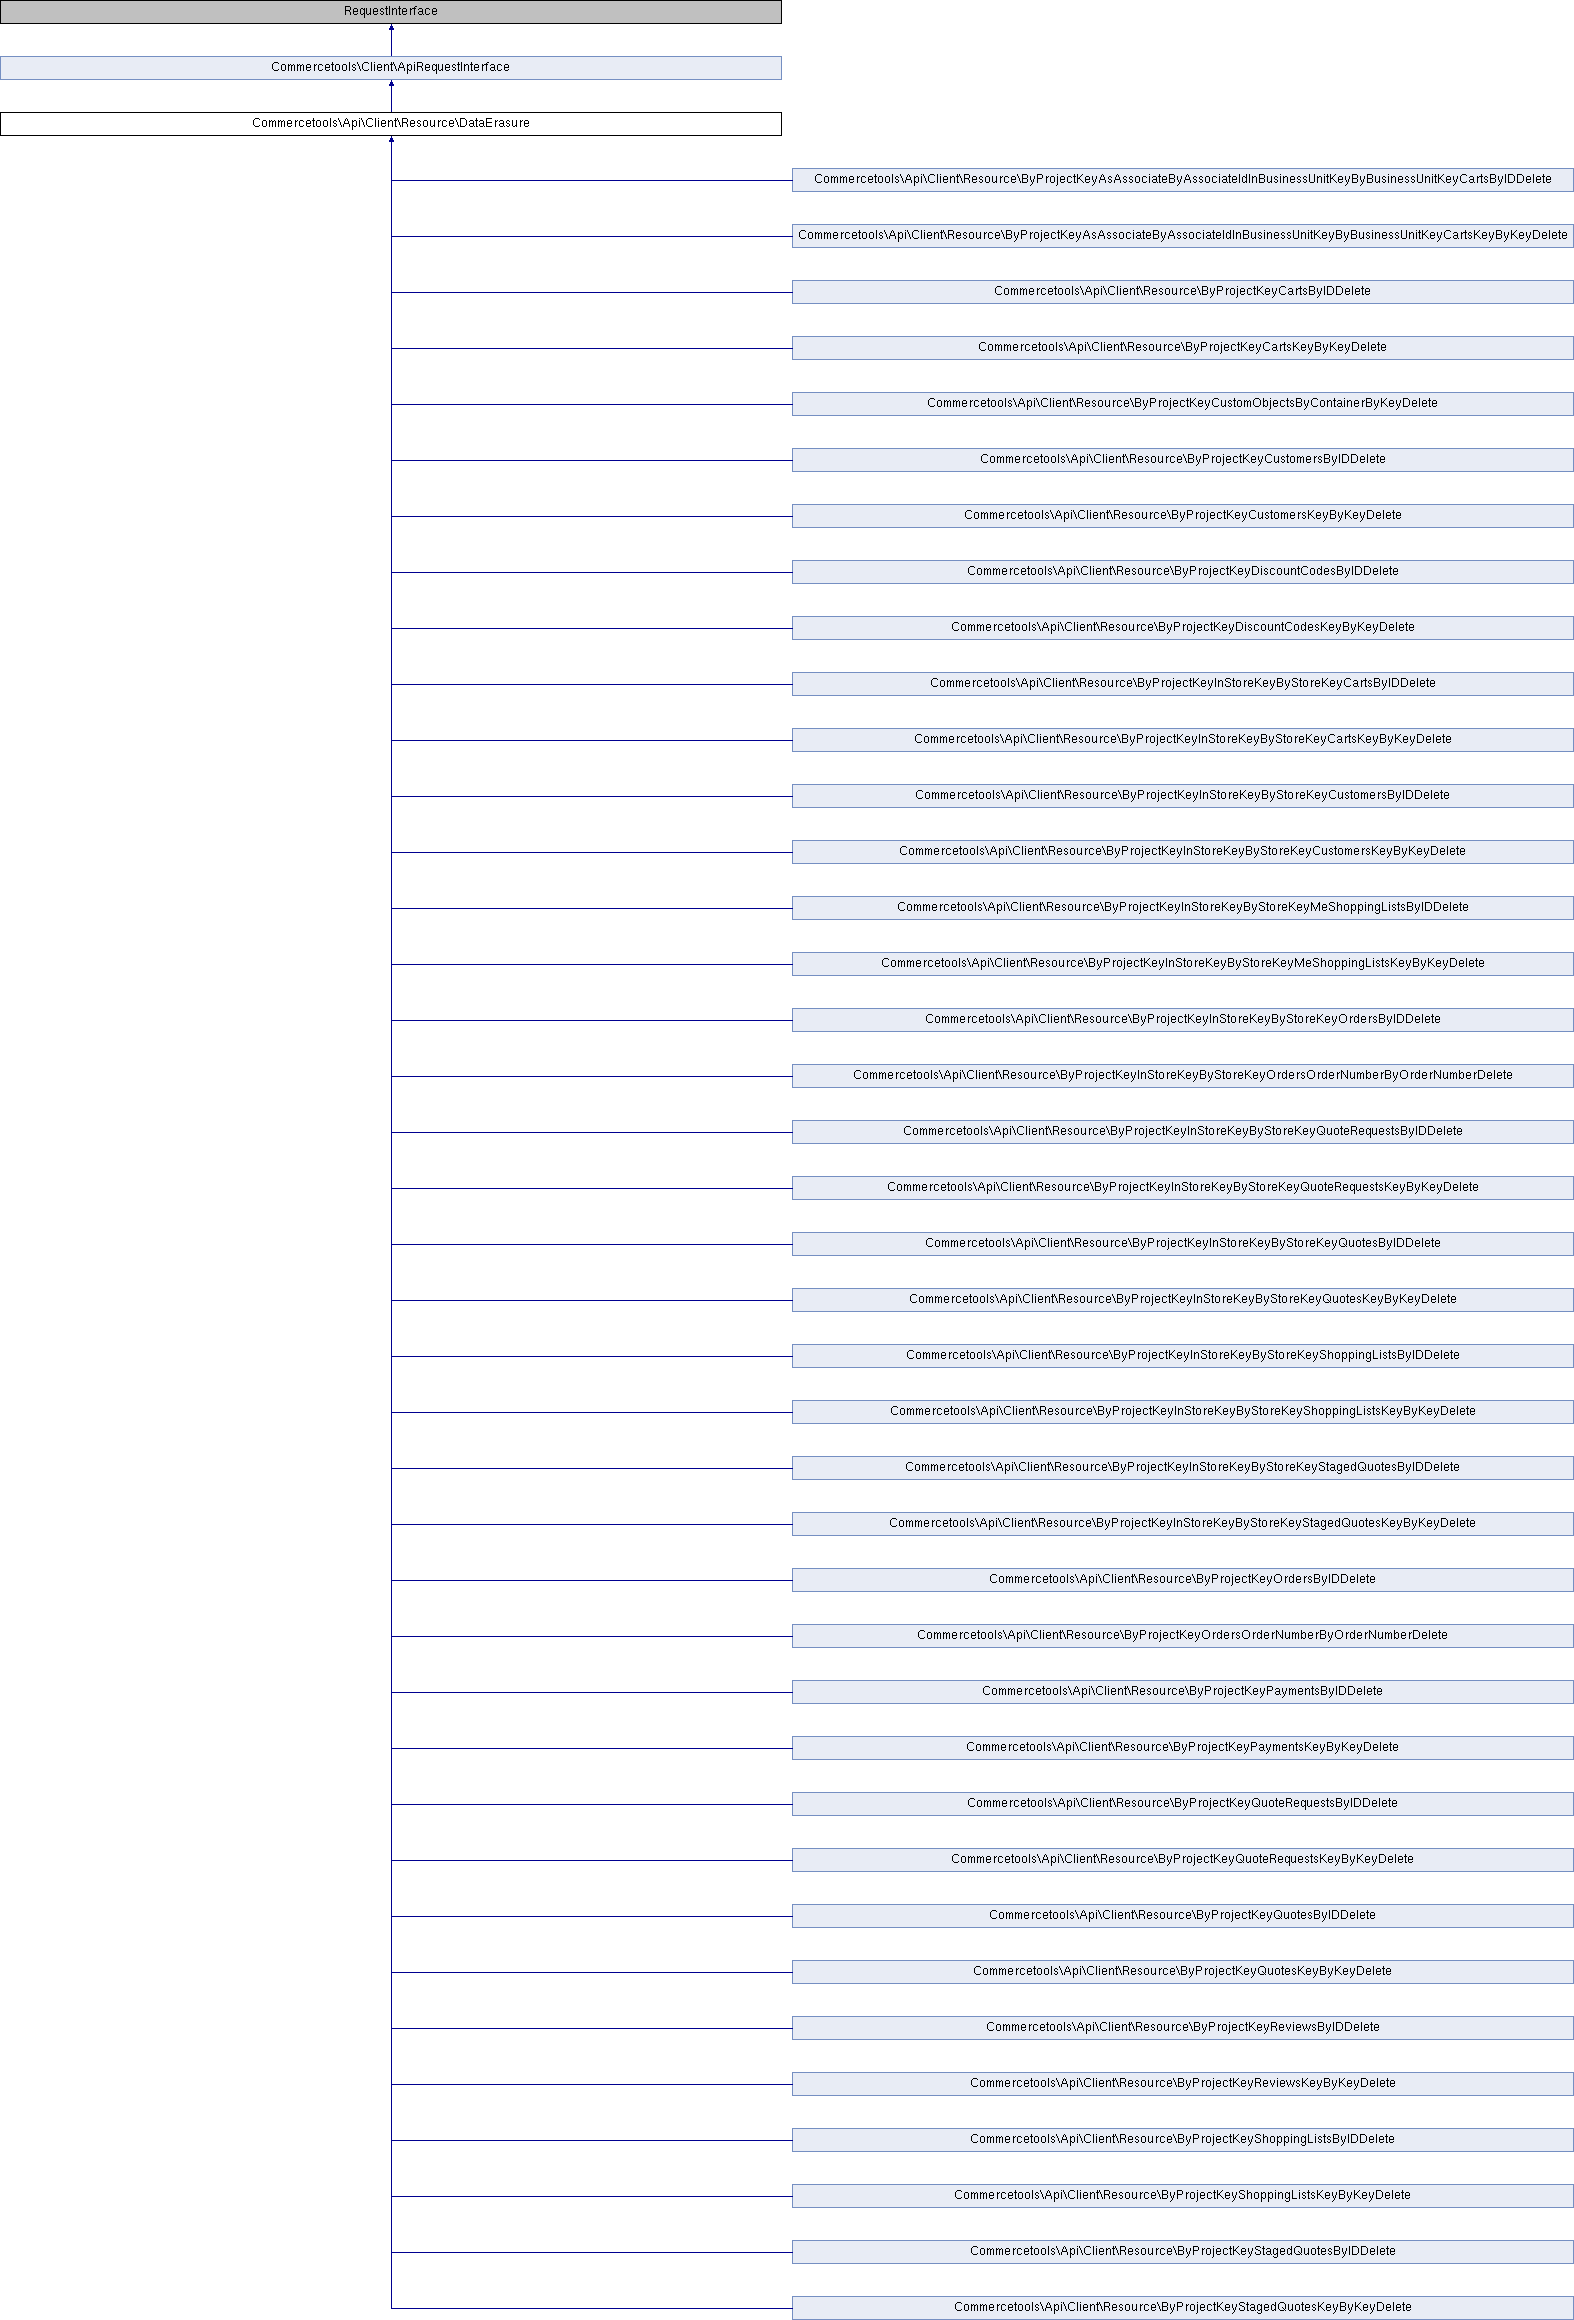 RequestInterface
Commercetools\Client\ApiRequestInterface
Commercetools\Api\Client\Resource\DataErasure
Commercetools\Api\Client\Resource\ByProjectKeyAsAssociateByAssociateIdInBusinessUnitKeyByBusinessUnitKeyCartsByIDDelete
Commercetools\Api\Client\Resource\ByProjectKeyAsAssociateByAssociateIdInBusinessUnitKeyByBusinessUnitKeyCartsKeyByKeyDelete
Commercetools\Api\Client\Resource\ByProjectKeyCartsByIDDelete
Commercetools\Api\Client\Resource\ByProjectKeyCartsKeyByKeyDelete
Commercetools\Api\Client\Resource\ByProjectKeyCustomObjectsByContainerByKeyDelete
Commercetools\Api\Client\Resource\ByProjectKeyCustomersByIDDelete
Commercetools\Api\Client\Resource\ByProjectKeyCustomersKeyByKeyDelete
Commercetools\Api\Client\Resource\ByProjectKeyDiscountCodesByIDDelete
Commercetools\Api\Client\Resource\ByProjectKeyDiscountCodesKeyByKeyDelete
Commercetools\Api\Client\Resource\ByProjectKeyInStoreKeyByStoreKeyCartsByIDDelete
Commercetools\Api\Client\Resource\ByProjectKeyInStoreKeyByStoreKeyCartsKeyByKeyDelete
Commercetools\Api\Client\Resource\ByProjectKeyInStoreKeyByStoreKeyCustomersByIDDelete
Commercetools\Api\Client\Resource\ByProjectKeyInStoreKeyByStoreKeyCustomersKeyByKeyDelete
Commercetools\Api\Client\Resource\ByProjectKeyInStoreKeyByStoreKeyMeShoppingListsByIDDelete
Commercetools\Api\Client\Resource\ByProjectKeyInStoreKeyByStoreKeyMeShoppingListsKeyByKeyDelete
Commercetools\Api\Client\Resource\ByProjectKeyInStoreKeyByStoreKeyOrdersByIDDelete
Commercetools\Api\Client\Resource\ByProjectKeyInStoreKeyByStoreKeyOrdersOrderNumberByOrderNumberDelete
Commercetools\Api\Client\Resource\ByProjectKeyInStoreKeyByStoreKeyQuoteRequestsByIDDelete
Commercetools\Api\Client\Resource\ByProjectKeyInStoreKeyByStoreKeyQuoteRequestsKeyByKeyDelete
Commercetools\Api\Client\Resource\ByProjectKeyInStoreKeyByStoreKeyQuotesByIDDelete
Commercetools\Api\Client\Resource\ByProjectKeyInStoreKeyByStoreKeyQuotesKeyByKeyDelete
Commercetools\Api\Client\Resource\ByProjectKeyInStoreKeyByStoreKeyShoppingListsByIDDelete
Commercetools\Api\Client\Resource\ByProjectKeyInStoreKeyByStoreKeyShoppingListsKeyByKeyDelete
Commercetools\Api\Client\Resource\ByProjectKeyInStoreKeyByStoreKeyStagedQuotesByIDDelete
Commercetools\Api\Client\Resource\ByProjectKeyInStoreKeyByStoreKeyStagedQuotesKeyByKeyDelete
Commercetools\Api\Client\Resource\ByProjectKeyOrdersByIDDelete
Commercetools\Api\Client\Resource\ByProjectKeyOrdersOrderNumberByOrderNumberDelete
Commercetools\Api\Client\Resource\ByProjectKeyPaymentsByIDDelete
Commercetools\Api\Client\Resource\ByProjectKeyPaymentsKeyByKeyDelete
Commercetools\Api\Client\Resource\ByProjectKeyQuoteRequestsByIDDelete
Commercetools\Api\Client\Resource\ByProjectKeyQuoteRequestsKeyByKeyDelete
Commercetools\Api\Client\Resource\ByProjectKeyQuotesByIDDelete
Commercetools\Api\Client\Resource\ByProjectKeyQuotesKeyByKeyDelete
Commercetools\Api\Client\Resource\ByProjectKeyReviewsByIDDelete
Commercetools\Api\Client\Resource\ByProjectKeyReviewsKeyByKeyDelete
Commercetools\Api\Client\Resource\ByProjectKeyShoppingListsByIDDelete
Commercetools\Api\Client\Resource\ByProjectKeyShoppingListsKeyByKeyDelete
Commercetools\Api\Client\Resource\ByProjectKeyStagedQuotesByIDDelete
Commercetools\Api\Client\Resource\ByProjectKeyStagedQuotesKeyByKeyDelete